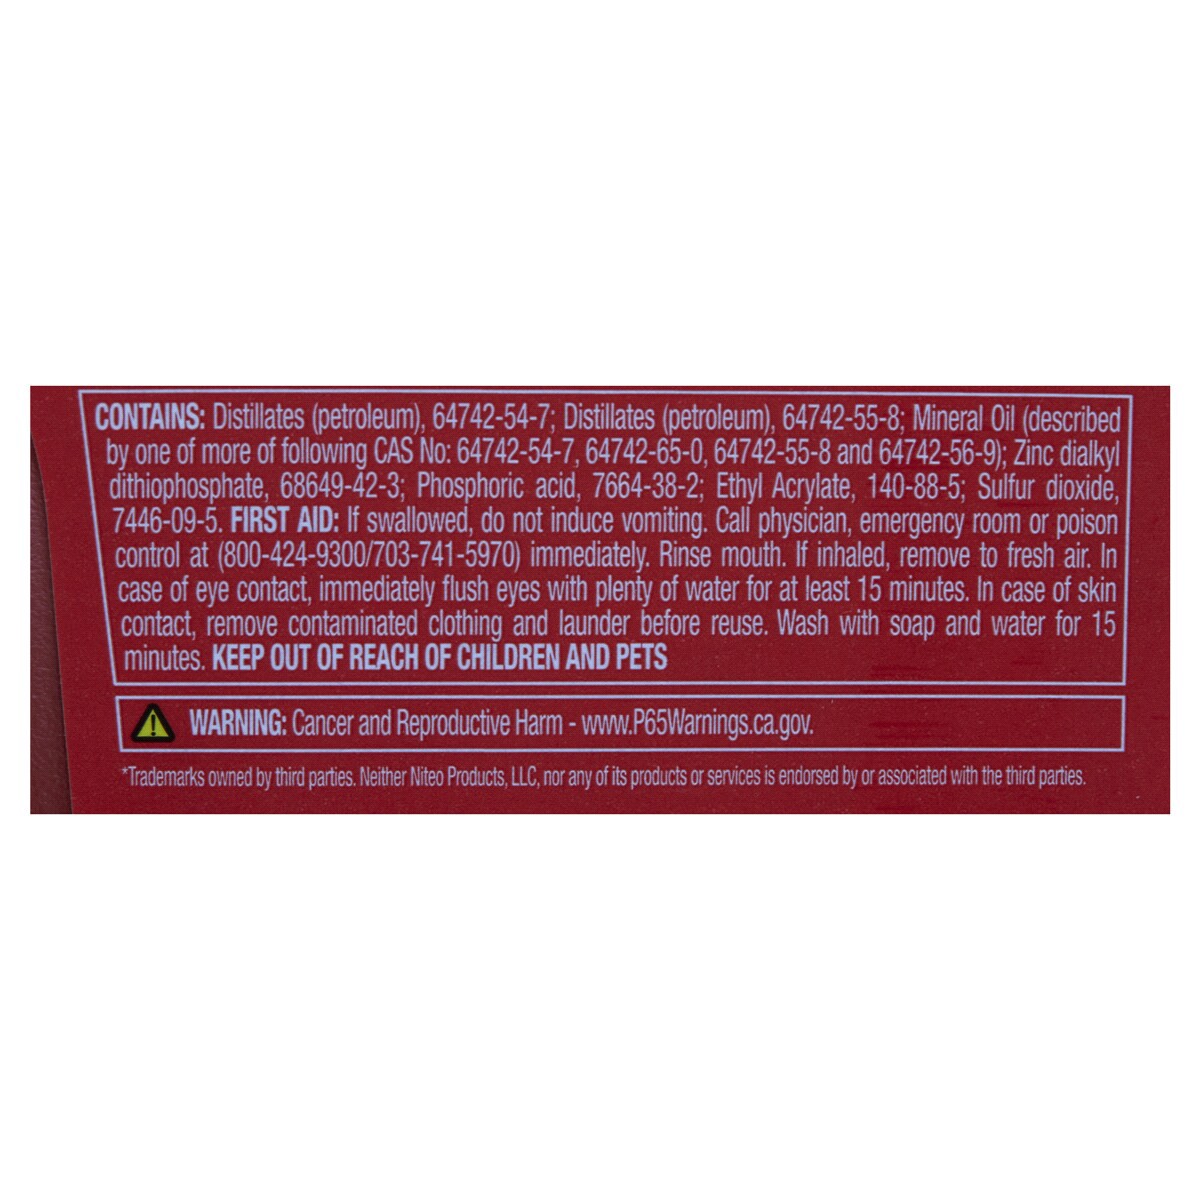 CONTAINS: Distillates (petroleum), 64742-54-7; Distillates (petroleum), 64742-55-8; Mineral Oil (described
by one of more of following CAS No: 64742-54-7, 64742-65-0, 64742-55-8 and 64742-56-9); Zinc dialkyl
dithiophosphate, 68649-42-3; Phosphoric acid, 7664-38-2; Ethyl Acrylate, 140-88-5; Sulfur dioxide,
7446-09-5. FIRST AID: If swallowed, do not induce vomiting. Call physician, emergency room or poison
control at (800-424-9300/703-741-5970) immediately. Rinse mouth. If inhaled, remove to fresh air. In
case of eye contact, immediately flush eyes with plenty of water for at least 15 minutes. In case of skin
contact, remove contaminated clothing and launder before reuse. Wash with soap and water for 15
minutes. KEEP OUT OF REACH OF CHILDREN AND PETS
WARNING: Cancer and Reproductive Harm - www.P65Warnings.ca.gov.
*Trademarks owned by third parties. Neither Niteo Products, LLC, nor any of its products or services is endorsed by or associated with the third parties.